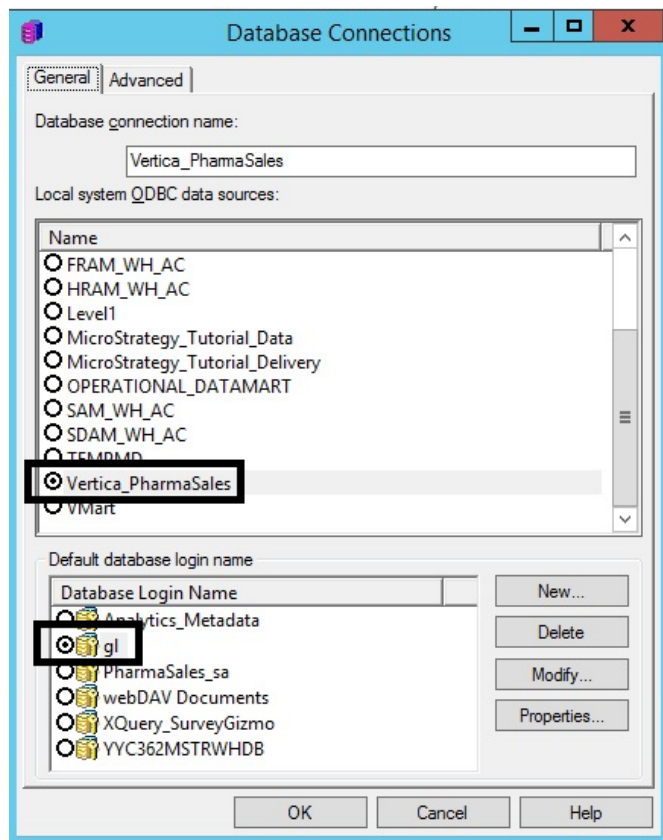 Database Connections
General
Advanced
Database connection name:
Vertica_PharmaSales
Local system ODBC data sources:
Name
FRAM_WH_AC
HRAM_WH_AC
Level1
MicroStrategy_Tutorial_Data
MicroStrategy_Tutorial_Delivery
OPERATIONAL_DATAMART
SAM_WH_AC
SDAM_WH_AC
TEMPMD
Vertica_PharmaSales
VMart
Default database login name
Database Login Name
Analytics_Metadata
gl
PharmaSales_sa
webDAV Documents
XQuery_SurveyGizmo
YYC362MSTRWHDB
New...
Delete
Modify...
Properties...
OK
Cancel
Help